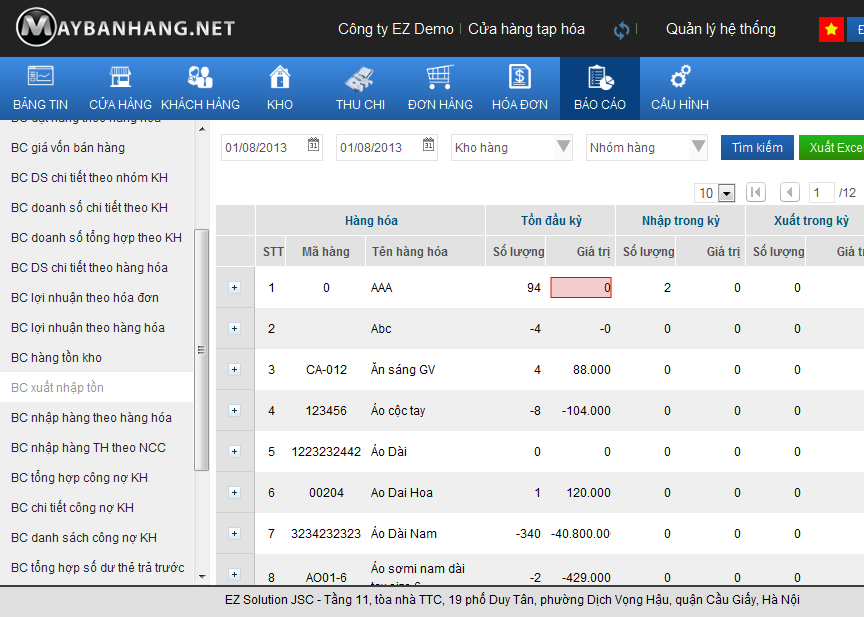 MAYBANHANG.NET
Công ty EZ Demo Cửa hàng tạp hóa Quản lý hệ thống
BẢNG TIN CỬA HÀNG KHÁCH HÀNG KHO THU CHI ĐƠN HÀNG HÓA ĐƠN BÁO CÁO CẤU HÌNH
BC đặt hàng theo hàng hóa
BC giá vốn bán hàng
BC DS chi tiết theo nhóm KH
BC doanh số chi tiết theo KH
BC doanh số tổng hợp theo KH
BC DS chi tiết theo hàng hóa
BC lợi nhuận theo hóa đơn
BC lợi nhuận theo hàng hóa
BC hàng tồn kho
BC xuất nhập tồn
BC nhập hàng theo hàng hóa
BC nhập hàng TH theo NCC
BC tổng hợp công nợ KH
BC chi tiết công nợ KH
BC danh sách công nợ KH
BC tổng hợp số dư thẻ trả trước
01/08/2013 01/08/2013 Kho hàng Nhóm hàng Tìm kiếm Xuất Exce
10 1 /12
Hàng hóa Tồn đầu kỳ Nhập trong kỳ Xuất trong kỳ
STT Mã hàng Tên hàng hóa Số lượng Giá trị Số lượng Giá trị Số lượng Giá tr
1 0 AAA 94 0 2 0 0
2 Abc -4 -0 0 0 0
3 CA-012 Ăn sáng GV 4 88.000 0 0 0
4 123456 Áo cộc tay -8 -104.000 0 0 0
5 1223232442 Áo Dài 0 0 0 0 0
6 00204 Ao Dai Hoa 1 120.000 0 0 0
7 3234232323 Áo Dài Nam -340 -40.800.00 0 0 0
8 AO01-6 Áo sơmi nam dài tay size 6 -2 -429.000 0 0 0
EZ Solution JSC - Tầng 11, tòa nhà TTC, 19 phố Duy Tân, phường Dịch Vọng Hậu, quận Cầu Giấy, Hà Nội